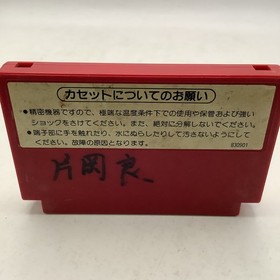 カセットについてのお願い
●精密機器ですので、極端な温度条件下での使用や保管および強い
ショックをさけてください。また、絶対に分解しないでください。
●端子部に手を触れたり、水にぬらしたりして汚さないようにして
ください。故障の原因となります。
830901
片岡良